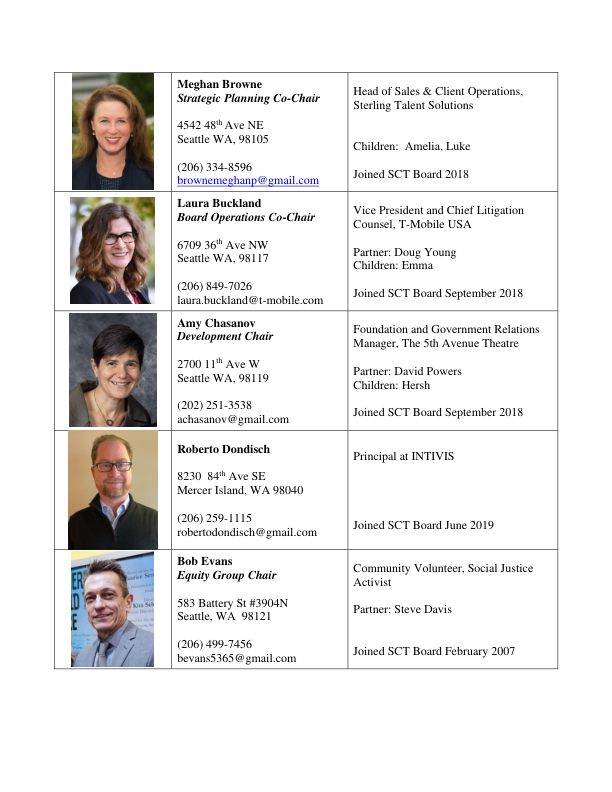 Meghan Browne
Strategic Planning Co-Chair
4542 48th Ave NE
Seattle WA, 98105
(206) 334-8596
brownemeghanp@gmail.com
Head of Sales & Client Operations,
Sterling Talent Solutions
Children:  Amelia, Luke
Joined SCT Board 2018
Laura Buckland
Board Operations Co-Chair
6709 36th Ave NW
Seattle WA, 98117
(206) 849-7026
laura.buckland@t-mobile.com
Vice President and Chief Litigation
Counsel, T-Mobile USA
Partner: Doug Young
Children: Emma
Joined SCT Board September 2018
Amy Chasanov
Development Chair
2700 11th Ave W
Seattle WA, 98119
(202) 251-3538
achasanov@gmail.com
Foundation and Government Relations
Manager, The 5th Avenue Theatre
Partner: David Powers
Children: Hersh
Joined SCT Board September 2018
Roberto Dondisch
8230  84th Ave SE
Mercer Island, WA 98040
(206) 259-1115
robertodondisch@gmail.com
Principal at INTIVIS
Joined SCT Board June 2019
Bob Evans
Equity Group Chair
583 Battery St #3904N
Seattle, WA  98121
(206) 499-7456
bevans5365@gmail.com
Community Volunteer, Social Justice
Activist
Partner: Steve Davis
Joined SCT Board February 2007